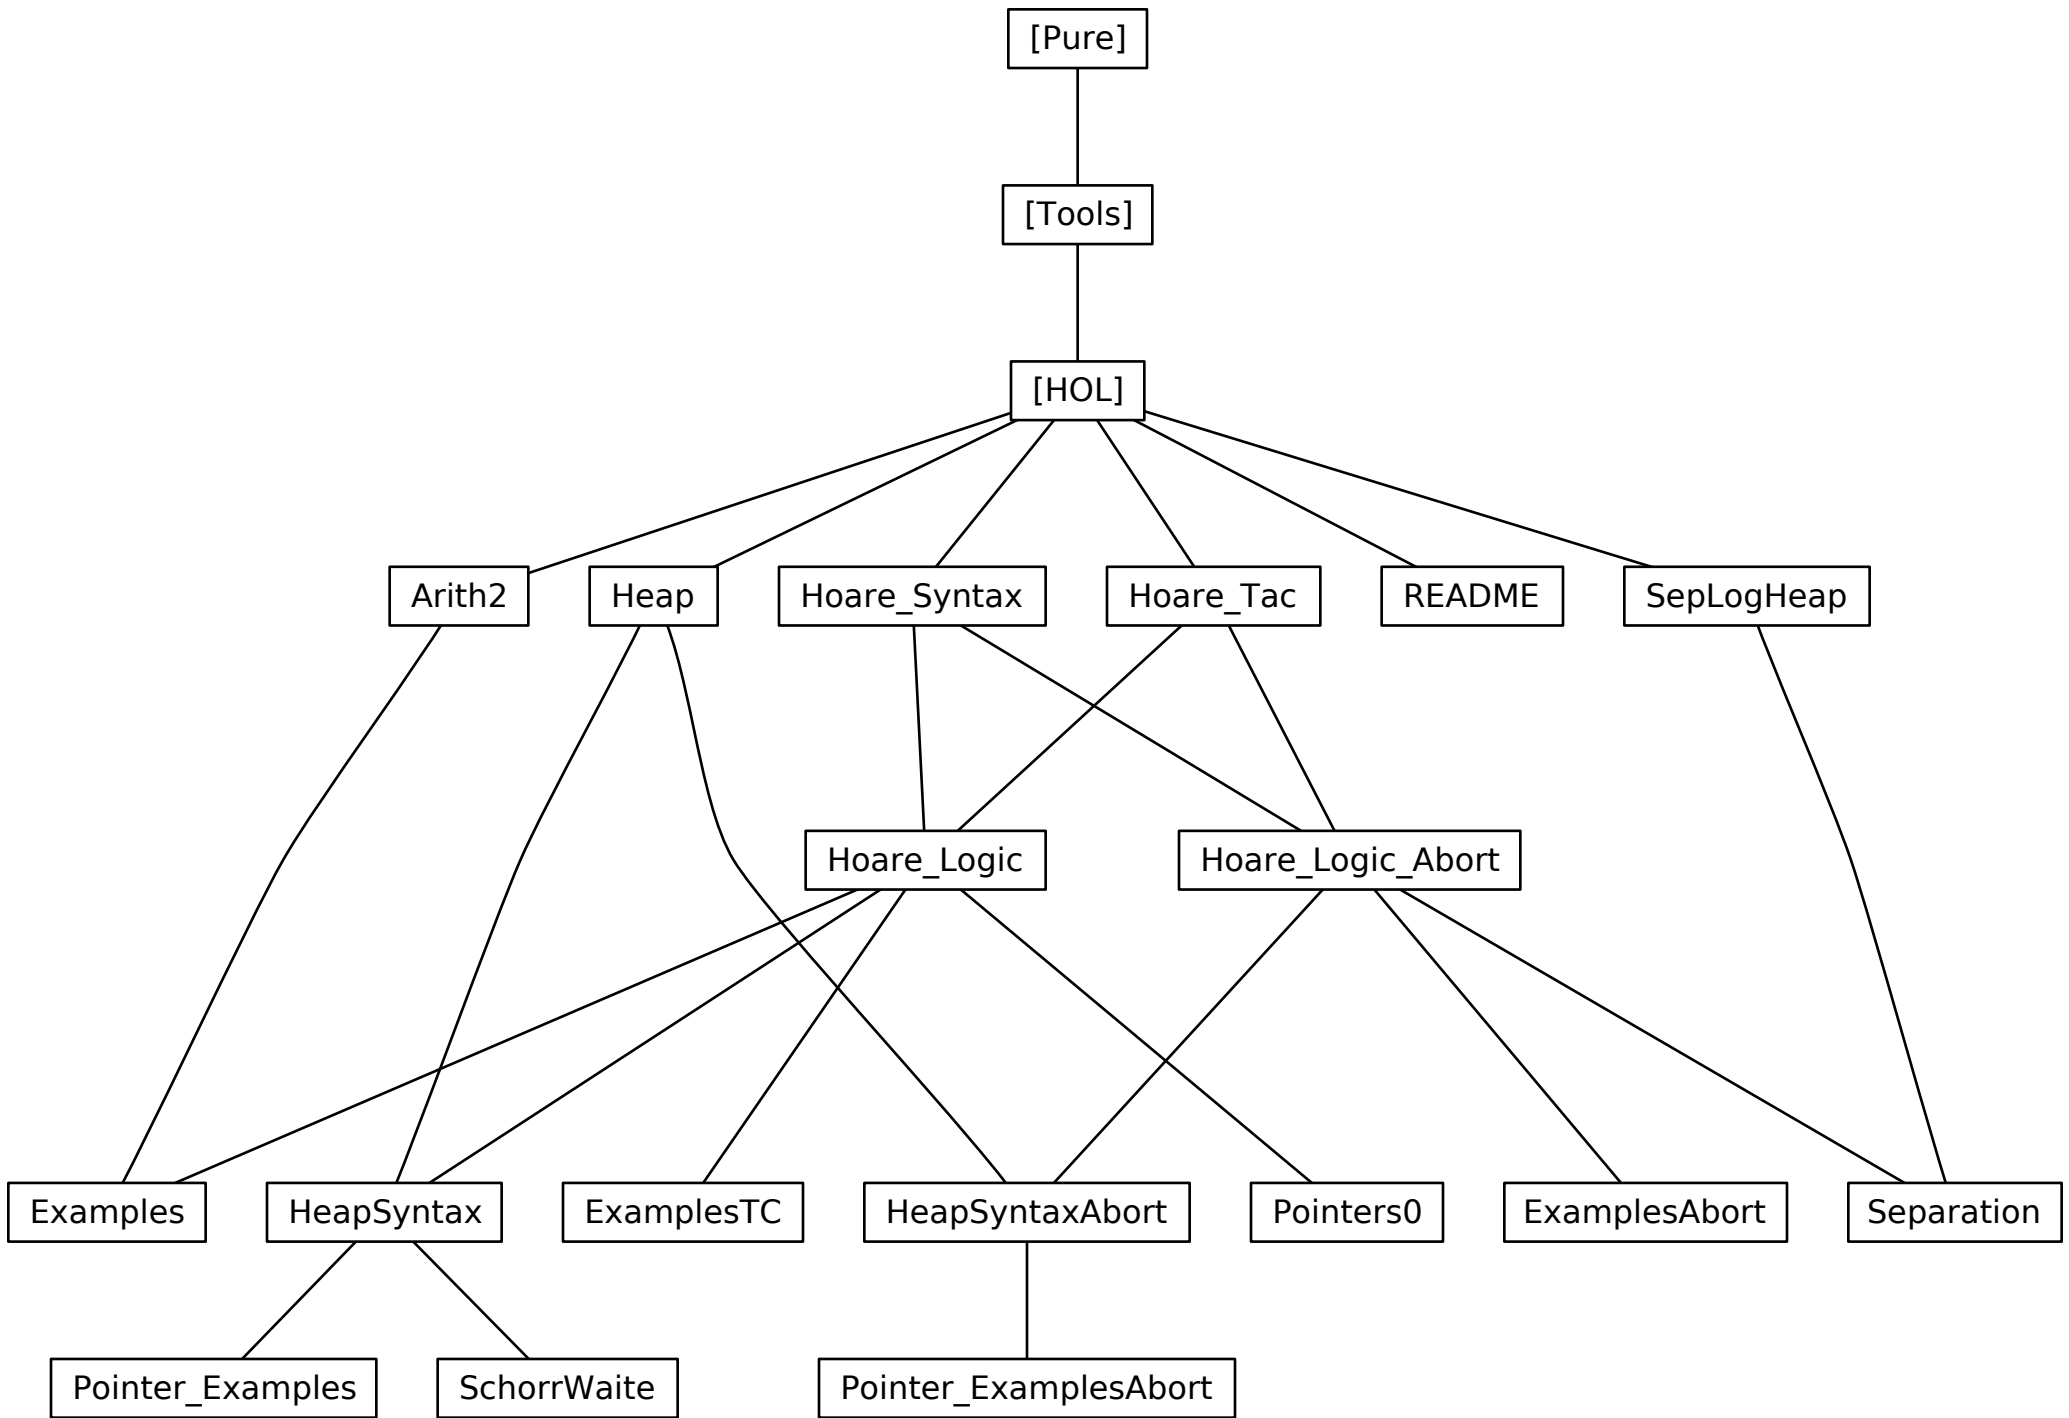 [Pure]
[Tools]
[HOL]
Arith2
Heap
Hoare_Syntax
Hoare_Tac
README
SepLogHeap
Hoare_Logic
Hoare_Logic_Abort
Examples
HeapSyntax
ExamplesTC
HeapSyntaxAbort
Pointers0
ExamplesAbort
Separation
Pointer_Examples
SchorrWaite
Pointer_ExamplesAbort